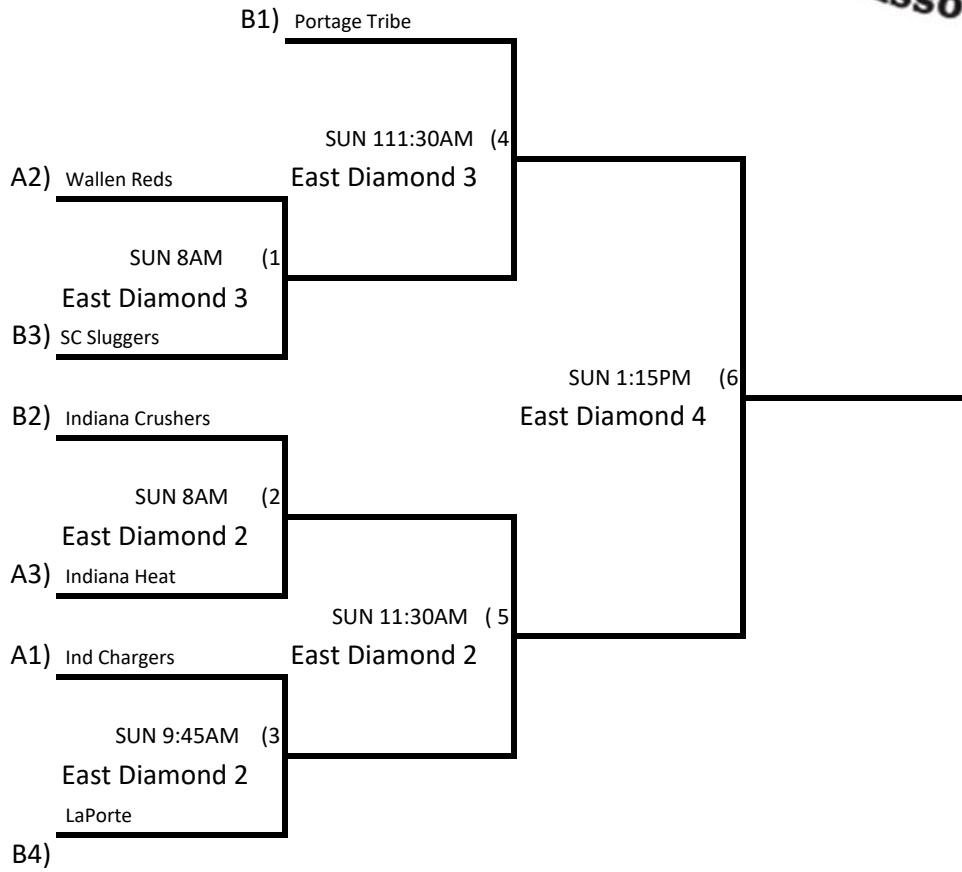 B1) Portage Tribe
SUN 111:30AM (4
East Diamond 3
A2) Wallen Reds
SUN 8AM (1
East Diamond 3
B3) SC Sluggers
SUN 1:15PM (6
East Diamond 4
B2) Indiana Crushers
SUN 8AM (2
East Diamond 2
A3) Indiana Heat
SUN 11:30AM ( 5
East Diamond 2
A1) Ind Chargers
SUN 9:45AM (3
East Diamond 2
LaPorte
B4)